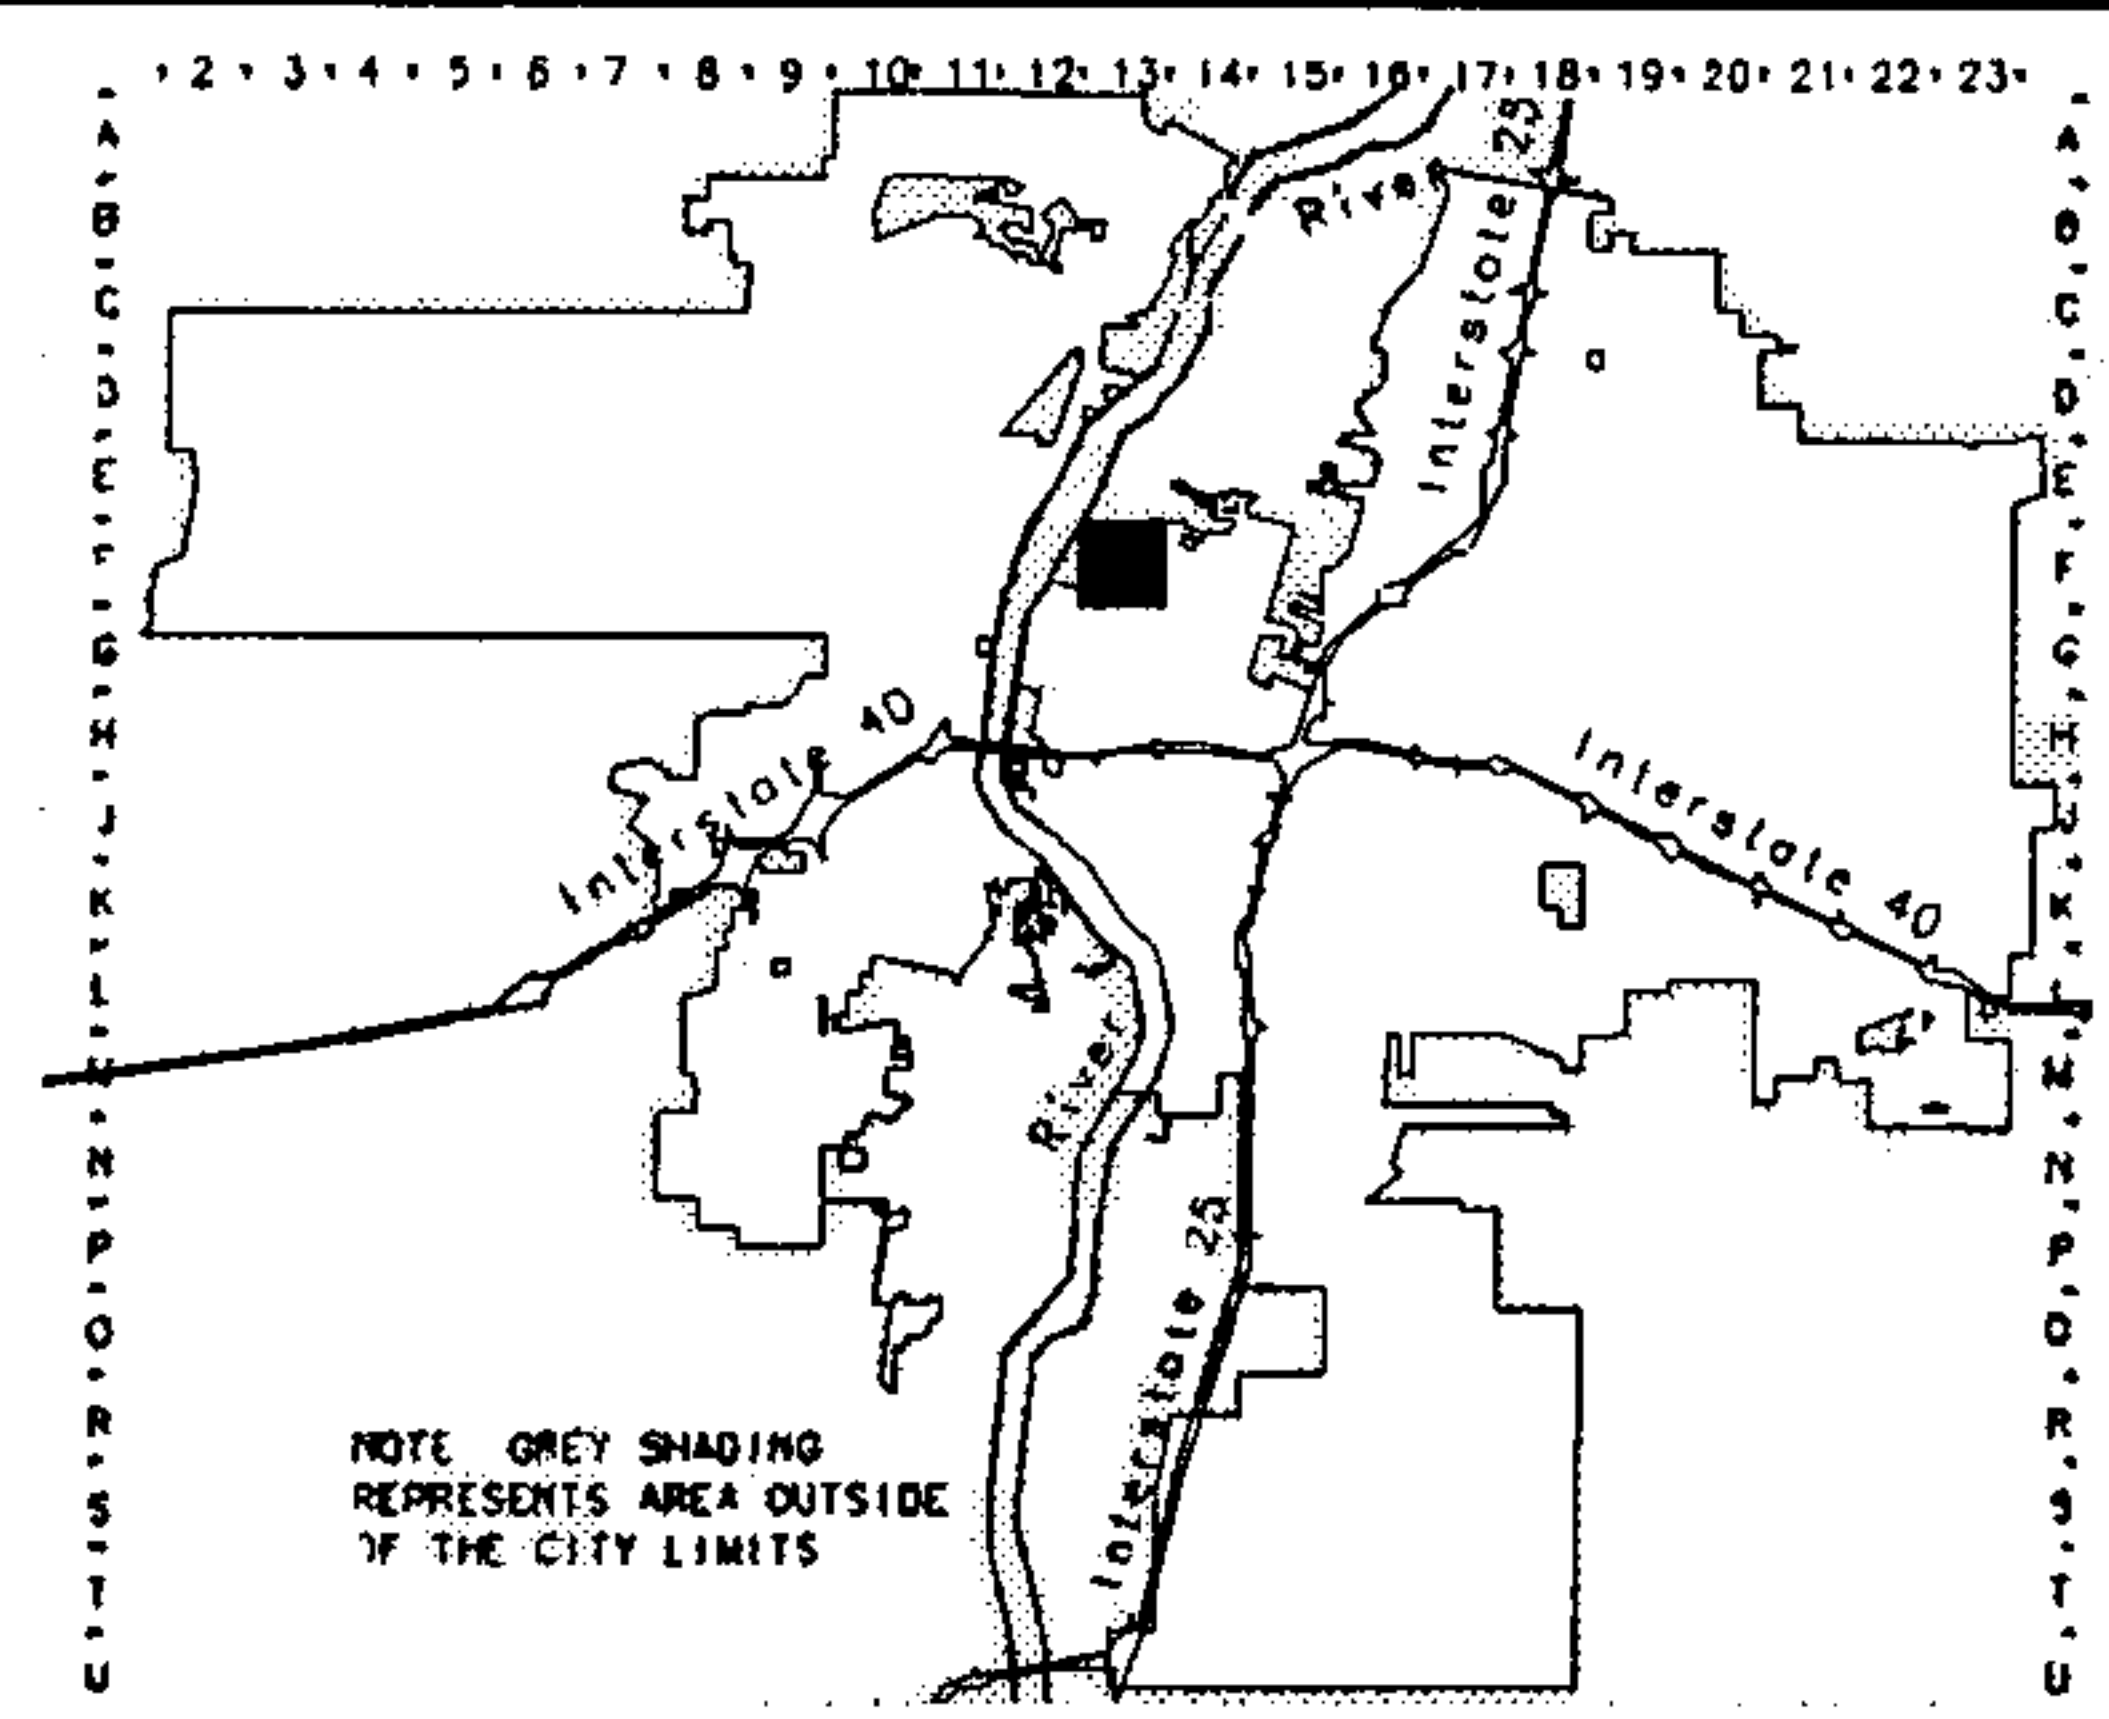 2 3 4 5 6 7 8 9 10 11 12 13 14 15 16 17 18 19 20 21 22 23
A A
B B
C C
D D
E E
F F
G G
H H
J J
K K
L L
M M
N N
P P
Q Q
R R
S S
T T
U U
River
Interstate 25
Interstate 40
Interstate 40
River
Interstate 25
NOTE GREY SHADING
REPRESENTS AREA OUTSIDE
OF THE CITY LIMITS